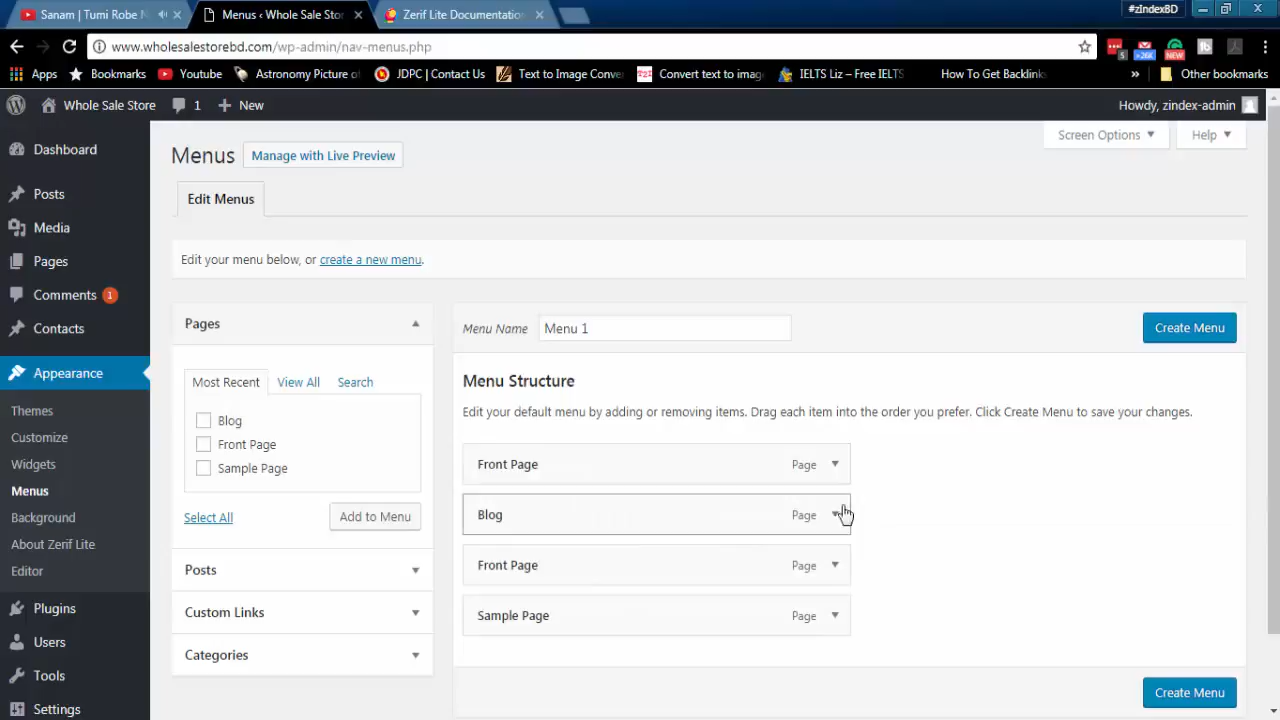 Sanam | Tumi Robe N
Menus ‹ Whole Sale Stor
Zerif Lite Documentation
#zIndexBD
www.wholesalestorebd.com/wp-admin/nav-menus.php
5
+26K
NEW
Apps
Bookmarks
Youtube
Astronomy Picture of
JDPC | Contact Us
Text to Image Conve
Convert text to imag
IELTS Liz – Free IELTS
How To Get Backlinks
»
Other bookmarks
Whole Sale Store
1
+ New
Howdy, zindex-admin
Dashboard
Posts
Media
Pages
Comments 1
Contacts
Appearance
Themes
Customize
Widgets
Menus
Background
About Zerif Lite
Editor
Plugins
Users
Tools
Settings
Screen Options
Help
Menus
Manage with Live Preview
Edit Menus
Edit your menu below, or create a new menu.
Pages
Most Recent
View All
Search
Blog
Front Page
Sample Page
Select All
Add to Menu
Posts
Custom Links
Categories
Menu Name
Menu 1
Create Menu
Menu Structure
Edit your default menu by adding or removing items. Drag each item into the order you prefer. Click Create Menu to save your changes.
Front Page
Page
Blog
Page
Front Page
Page
Sample Page
Page
Create Menu